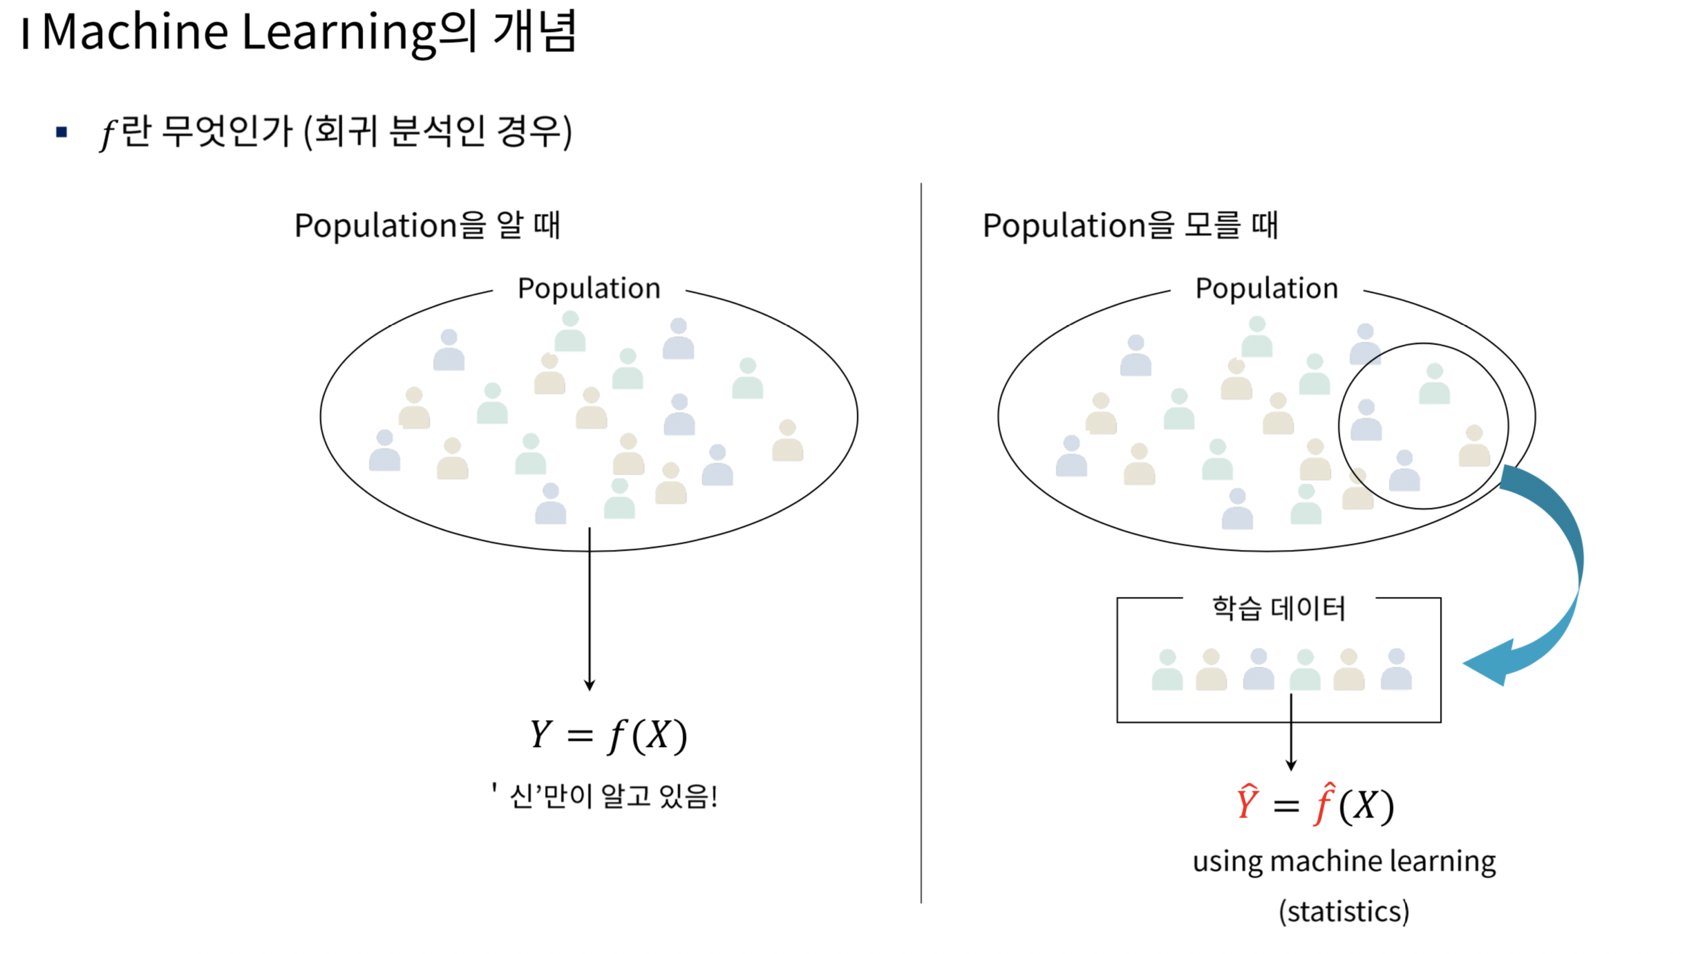 I Machine Learning의 개념
▪ f란 무엇인가 (회귀 분석인 경우)
Population을 알 때
Population
Y = f(X)
' 신’만이 알고 있음!
Population을 모를 때
Population
학습 데이터
Ŷ = f̂(X)
using machine learning
(statistics)